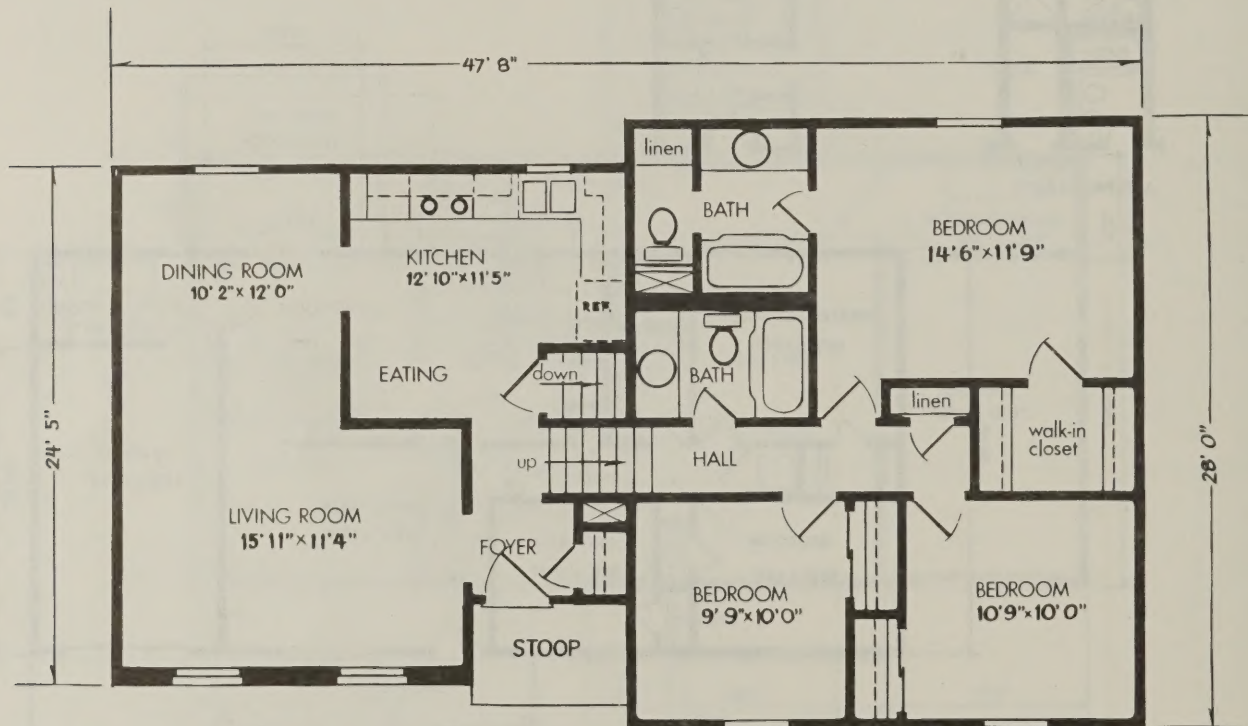 47' 8"
linen
BATH
BEDROOM
14'6"×11'9"
KITCHEN
12' 10"×11'5"
DINING ROOM
10' 2"× 12' 0"
REF.
EATING
down
BATH
linen
walk-in
closet
24' 5"
28' 0"
up
HALL
LIVING ROOM
15' 11"×11'4"
FOYER
BEDROOM
9' 9"×10'0"
BEDROOM
10'9"×10' 0"
STOOP